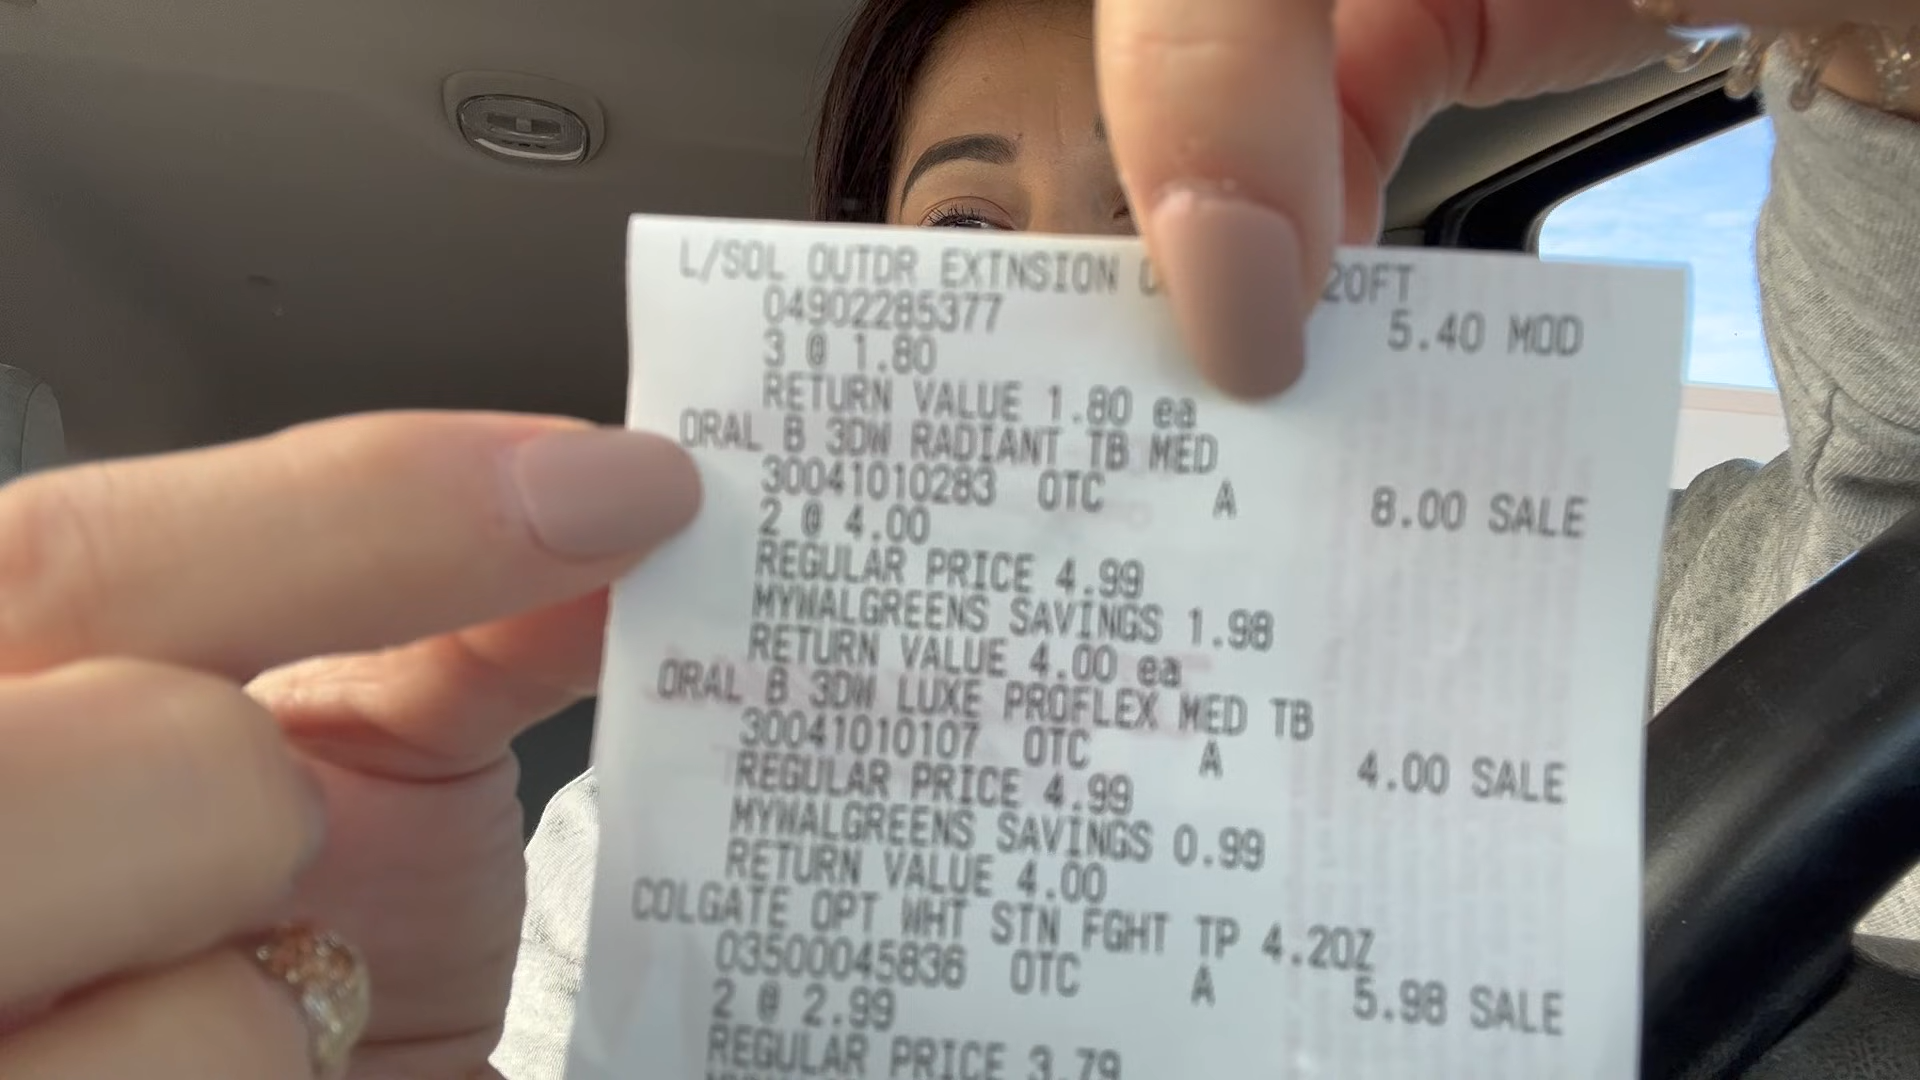 L/SOL OUTDR EXTNSION 20FT
04902285377 5.40 MOD
3 @ 1.80
RETURN VALUE 1.80 ea
ORAL B 3DW RADIANT TB MED
30041010283 OTC A 8.00 SALE
2 @ 4.00
REGULAR PRICE 4.99
MYWALGREENS SAVINGS 1.98
RETURN VALUE 4.00 ea
ORAL B 3DW LUXE PROFLEX MED TB
30041010107 OTC A 4.00 SALE
REGULAR PRICE 4.99
MYWALGREENS SAVINGS 0.99
RETURN VALUE 4.00
COLGATE OPT WHT STN FGHT TP 4.2OZ
03500045836 OTC A 5.98 SALE
2 @ 2.99
REGULAR PRICE 3.79